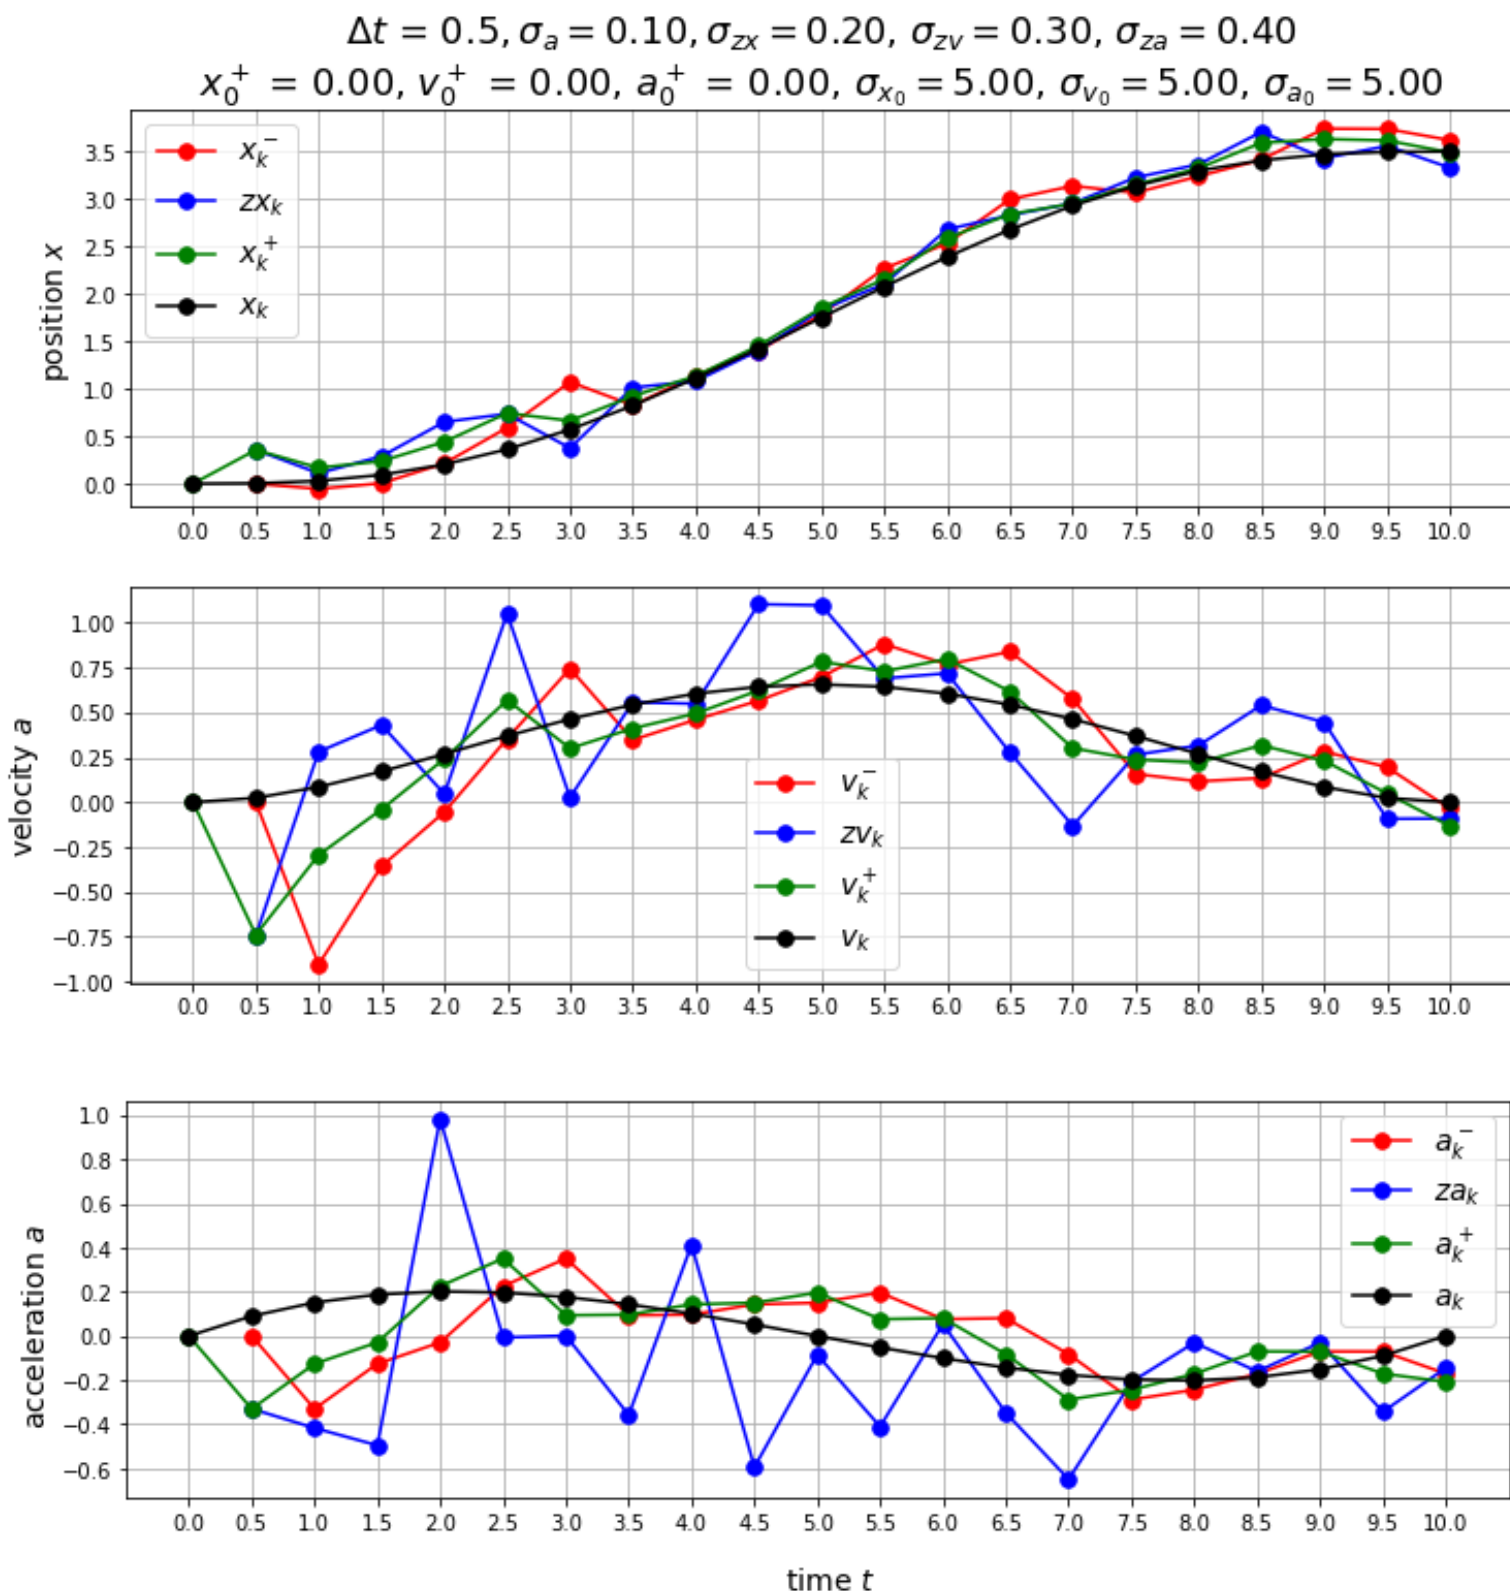 Δt = 0.5, σ_a = 0.10, σ_zx = 0.20, σ_zv = 0.30, σ_za = 0.40
x_0^+ = 0.00, v_0^+ = 0.00, a_0^+ = 0.00, σ_{x_0} = 5.00, σ_{v_0} = 5.00, σ_{a_0} = 5.00
position x
3.5
3.0
2.5
2.0
1.5
1.0
0.5
0.0
x_k^-
zx_k
x_k^+
x_k
0.0 0.5 1.0 1.5 2.0 2.5 3.0 3.5 4.0 4.5 5.0 5.5 6.0 6.5 7.0 7.5 8.0 8.5 9.0 9.5 10.0
velocity a
1.00
0.75
0.50
0.25
0.00
−0.25
−0.50
−0.75
−1.00
v_k^-
zv_k
v_k^+
v_k
0.0 0.5 1.0 1.5 2.0 2.5 3.0 3.5 4.0 4.5 5.0 5.5 6.0 6.5 7.0 7.5 8.0 8.5 9.0 9.5 10.0
acceleration a
1.0
0.8
0.6
0.4
0.2
0.0
−0.2
−0.4
−0.6
a_k^-
za_k
a_k^+
a_k
0.0 0.5 1.0 1.5 2.0 2.5 3.0 3.5 4.0 4.5 5.0 5.5 6.0 6.5 7.0 7.5 8.0 8.5 9.0 9.5 10.0
time t